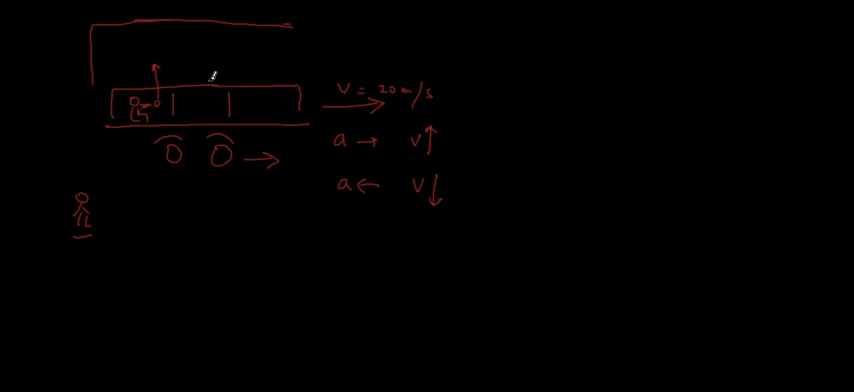 V = 20 m/s
a → v↑
a ← v↓